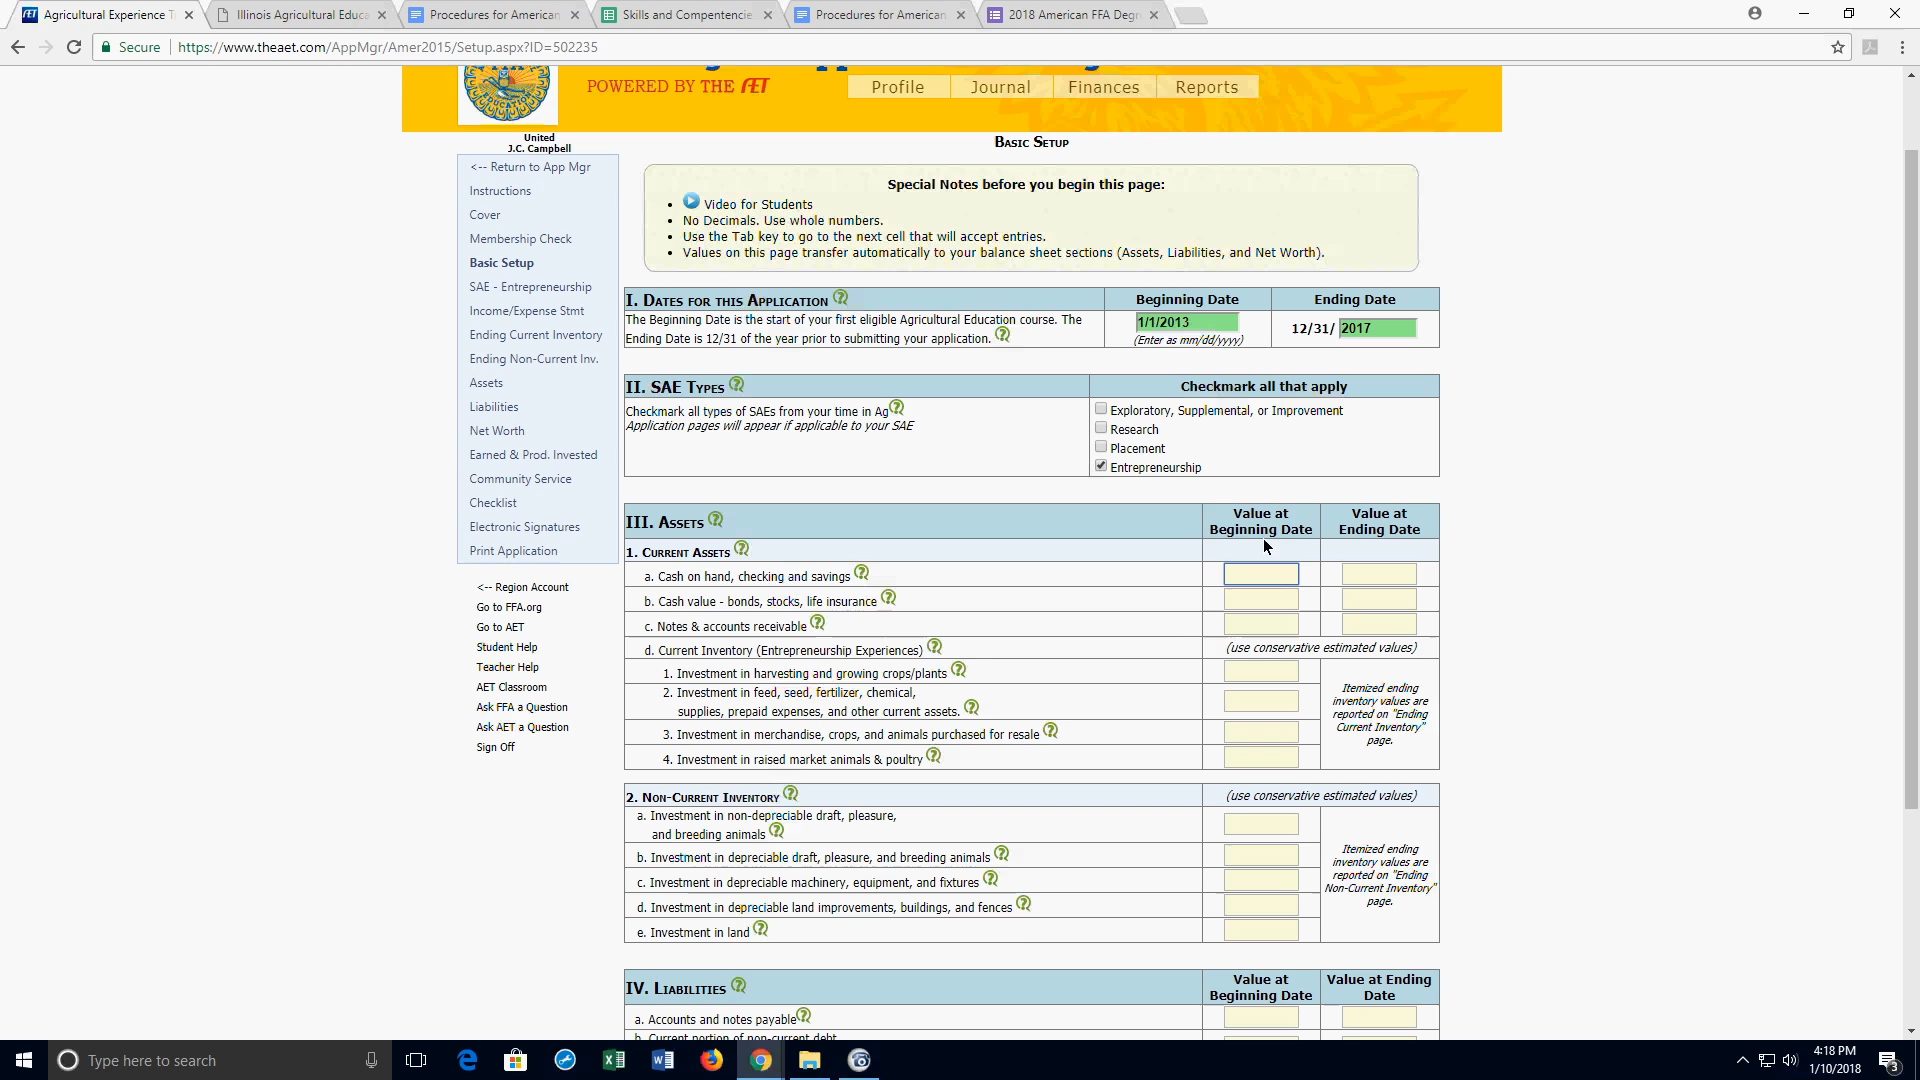 Agricultural Experience T
Illinois Agricultural Educa
Procedures for American
Skills and Competencie
Procedures for American
2018 American FFA Degr
Secure
https://www.theaet.com/AppMgr/Amer2015/Setup.aspx?ID=502235
EDUCATION
POWERED BY THE AET
Profile
Journal
Finances
Reports
United
J.C. Campbell
<-- Return to App Mgr
Instructions
Cover
Membership Check
Basic Setup
SAE - Entrepreneurship
Income/Expense Stmt
Ending Current Inventory
Ending Non-Current Inv.
Assets
Liabilities
Net Worth
Earned & Prod. Invested
Community Service
Checklist
Electronic Signatures
Print Application
<-- Region Account
Go to FFA.org
Go to AET
Student Help
Teacher Help
AET Classroom
Ask FFA a Question
Ask AET a Question
Sign Off
BASIC SETUP
Special Notes before you begin this page:
• Video for Students
• No Decimals. Use whole numbers.
• Use the Tab key to go to the next cell that will accept entries.
• Values on this page transfer automatically to your balance sheet sections (Assets, Liabilities, and Net Worth).
I. DATES FOR THIS APPLICATION
Beginning Date
Ending Date
The Beginning Date is the start of your first eligible Agricultural Education course. The
Ending Date is 12/31 of the year prior to submitting your application.
1/1/2013
(Enter as mm/dd/yyyy)
12/31/ 2017
II. SAE TYPES
Checkmark all that apply
Checkmark all types of SAEs from your time in Ag
Application pages will appear if applicable to your SAE
Exploratory, Supplemental, or Improvement
Research
Placement
Entrepreneurship
III. ASSETS
Value at
Beginning Date
Value at
Ending Date
1. CURRENT ASSETS
a. Cash on hand, checking and savings
b. Cash value - bonds, stocks, life insurance
c. Notes & accounts receivable
d. Current Inventory (Entrepreneurship Experiences)
(use conservative estimated values)
1. Investment in harvesting and growing crops/plants
2. Investment in feed, seed, fertilizer, chemical,
supplies, prepaid expenses, and other current assets.
3. Investment in merchandise, crops, and animals purchased for resale
4. Investment in raised market animals & poultry
Itemized ending
inventory values are
reported on "Ending
Current Inventory"
page.
2. NON-CURRENT INVENTORY
(use conservative estimated values)
a. Investment in non-depreciable draft, pleasure,
and breeding animals
b. Investment in depreciable draft, pleasure, and breeding animals
c. Investment in depreciable machinery, equipment, and fixtures
d. Investment in depreciable land improvements, buildings, and fences
e. Investment in land
Itemized ending
inventory values are
reported on "Ending
Non-Current Inventory"
page.
IV. LIABILITIES
Value at
Beginning Date
Value at Ending
Date
a. Accounts and notes payable
b. Current portion of non-current debt
Type here to search
4:18 PM
1/10/2018
3